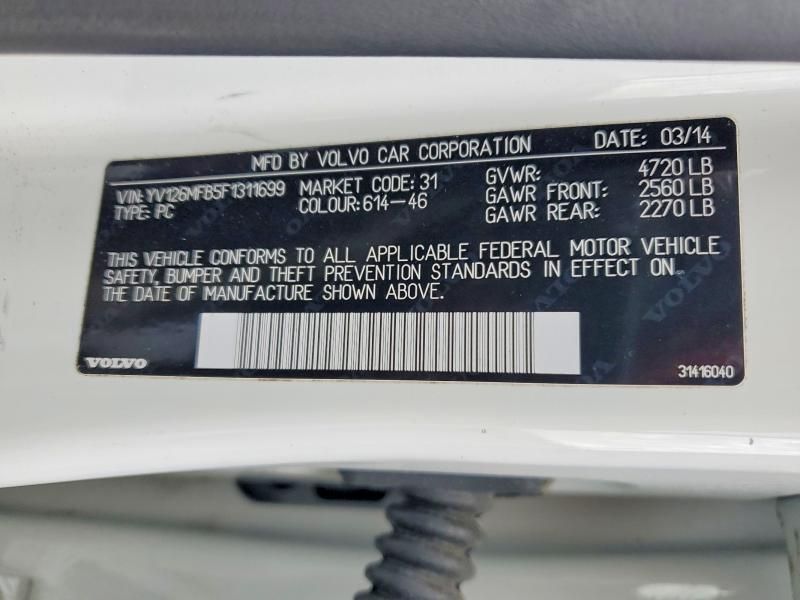 MFD BY VOLVO CAR CORPORATION DATE: 03/14
VIN: YV126MFB5F1311699 MARKET CODE: 31 GVWR: 4720 LB
TYPE: PC COLOUR: 614-46 GAWR FRONT: 2560 LB
GAWR REAR: 2270 LB
THIS VEHICLE CONFORMS TO ALL APPLICABLE FEDERAL MOTOR VEHICLE
SAFETY, BUMPER AND THEFT PREVENTION STANDARDS IN EFFECT ON
THE DATE OF MANUFACTURE SHOWN ABOVE.
VOLVO 31416040